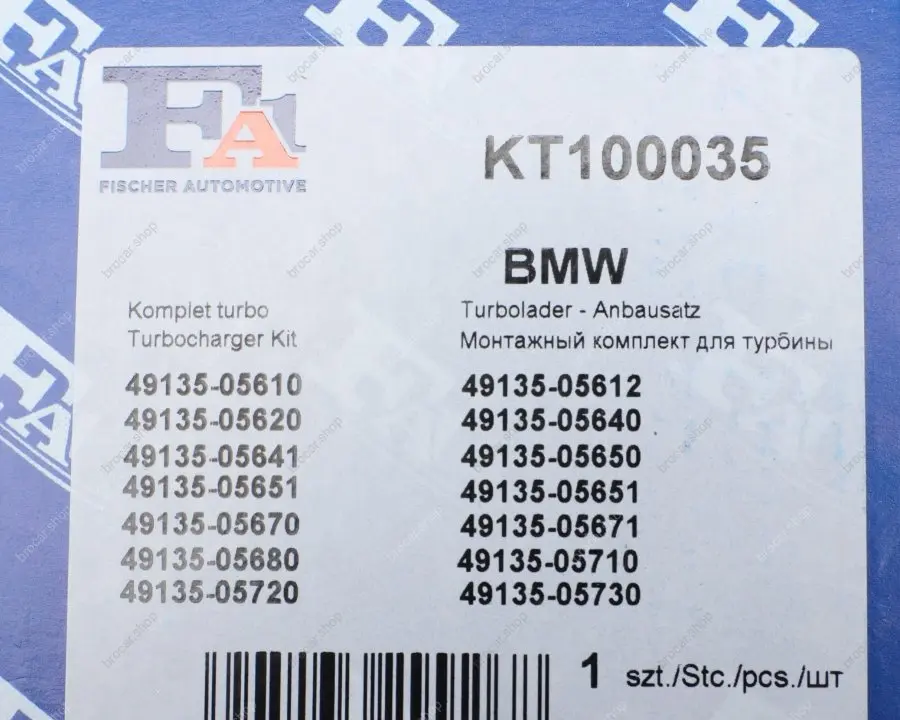 FA1
FISCHER AUTOMOTIVE
KT100035
BMW
Komplet turbo
Turbocharger Kit
Turbolader - Anbausatz
Монтажный комплект для турбины
49135-05610 49135-05612
49135-05620 49135-05640
49135-05641 49135-05650
49135-05651 49135-05651
49135-05670 49135-05671
49135-05680 49135-05710
49135-05720 49135-05730
1 szt./Stc./pcs./шт
brocar.shop